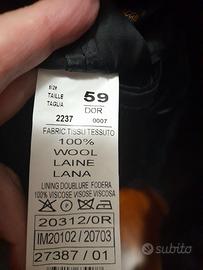 SIZE
TAILLE
TAGLIA
59
DOR
2237
0007
FABRIC TISSU TESSUTO
100%
WOOL
LAINE
LANA
LINING DOUBLURE FODERA
100% VISCOSE VISCOSE VISCOSA
20312/0R
IM20102 / 20703
27387 / 01
subito